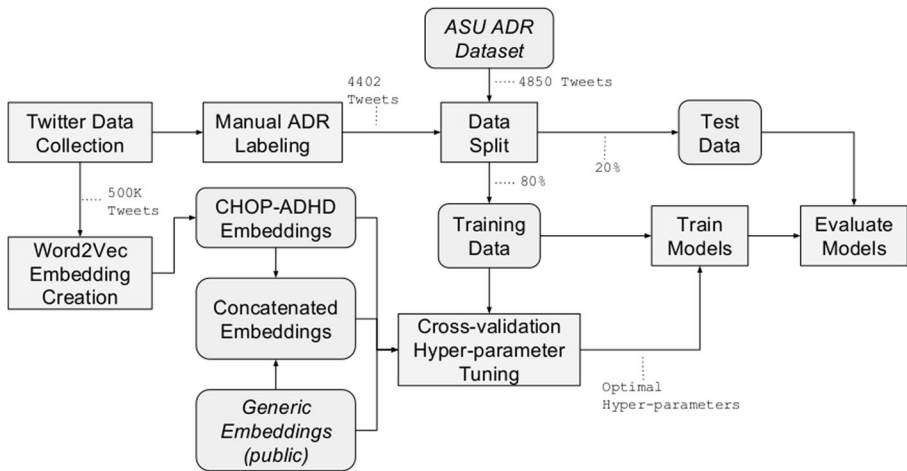 ASU ADR
Dataset
4402
Tweets
4850 Tweets
Twitter Data
Collection
Manual ADR
Labeling
Data
Split
Test
Data
20%
80%
500K
Tweets
CHOP-ADHD
Embeddings
Training
Data
Train
Models
Evaluate
Models
Word2Vec
Embedding
Creation
Concatenated
Embeddings
Cross-validation
Hyper-parameter
Tuning
Optimal
Hyper-parameters
Generic
Embeddings
(public)